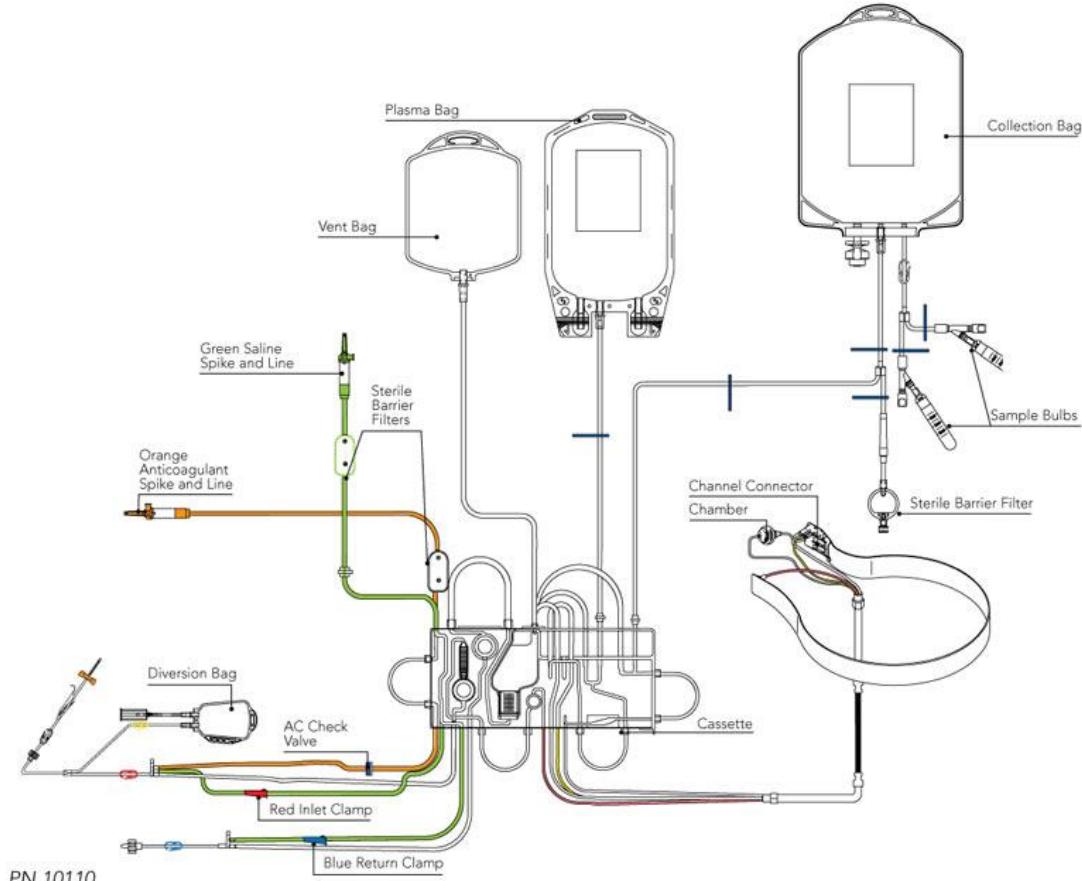 Plasma Bag
Collection Bag
Vent Bag
Green Saline
Spike and Line
Sterile
Barrier
Filters
Sample Bulbs
Orange
Anticoagulant
Spike and Line
Channel Connector
Chamber
Sterile Barrier Filter
Diversion Bag
AC Check
Valve
Cassette
Red Inlet Clamp
Blue Return Clamp
PN 10110